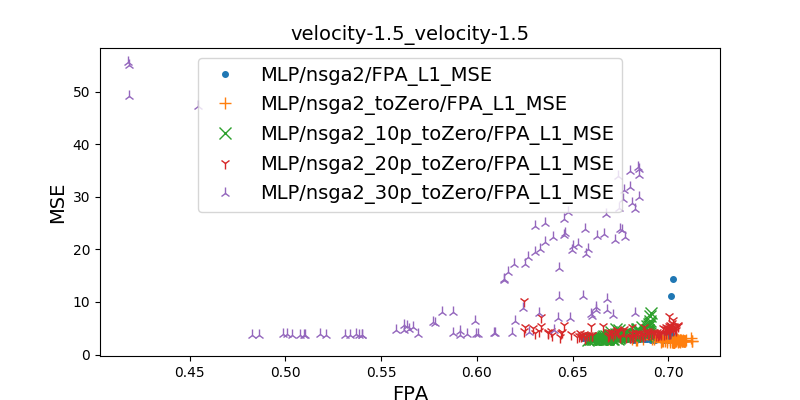 velocity-1.5_velocity-1.5
MLP/nsga2/FPA_L1_MSE
MLP/nsga2_toZero/FPA_L1_MSE
MLP/nsga2_10p_toZero/FPA_L1_MSE
MLP/nsga2_20p_toZero/FPA_L1_MSE
MLP/nsga2_30p_toZero/FPA_L1_MSE
MSE
50
40
30
20
10
0
0.45 0.50 0.55 0.60 0.65 0.70
FPA